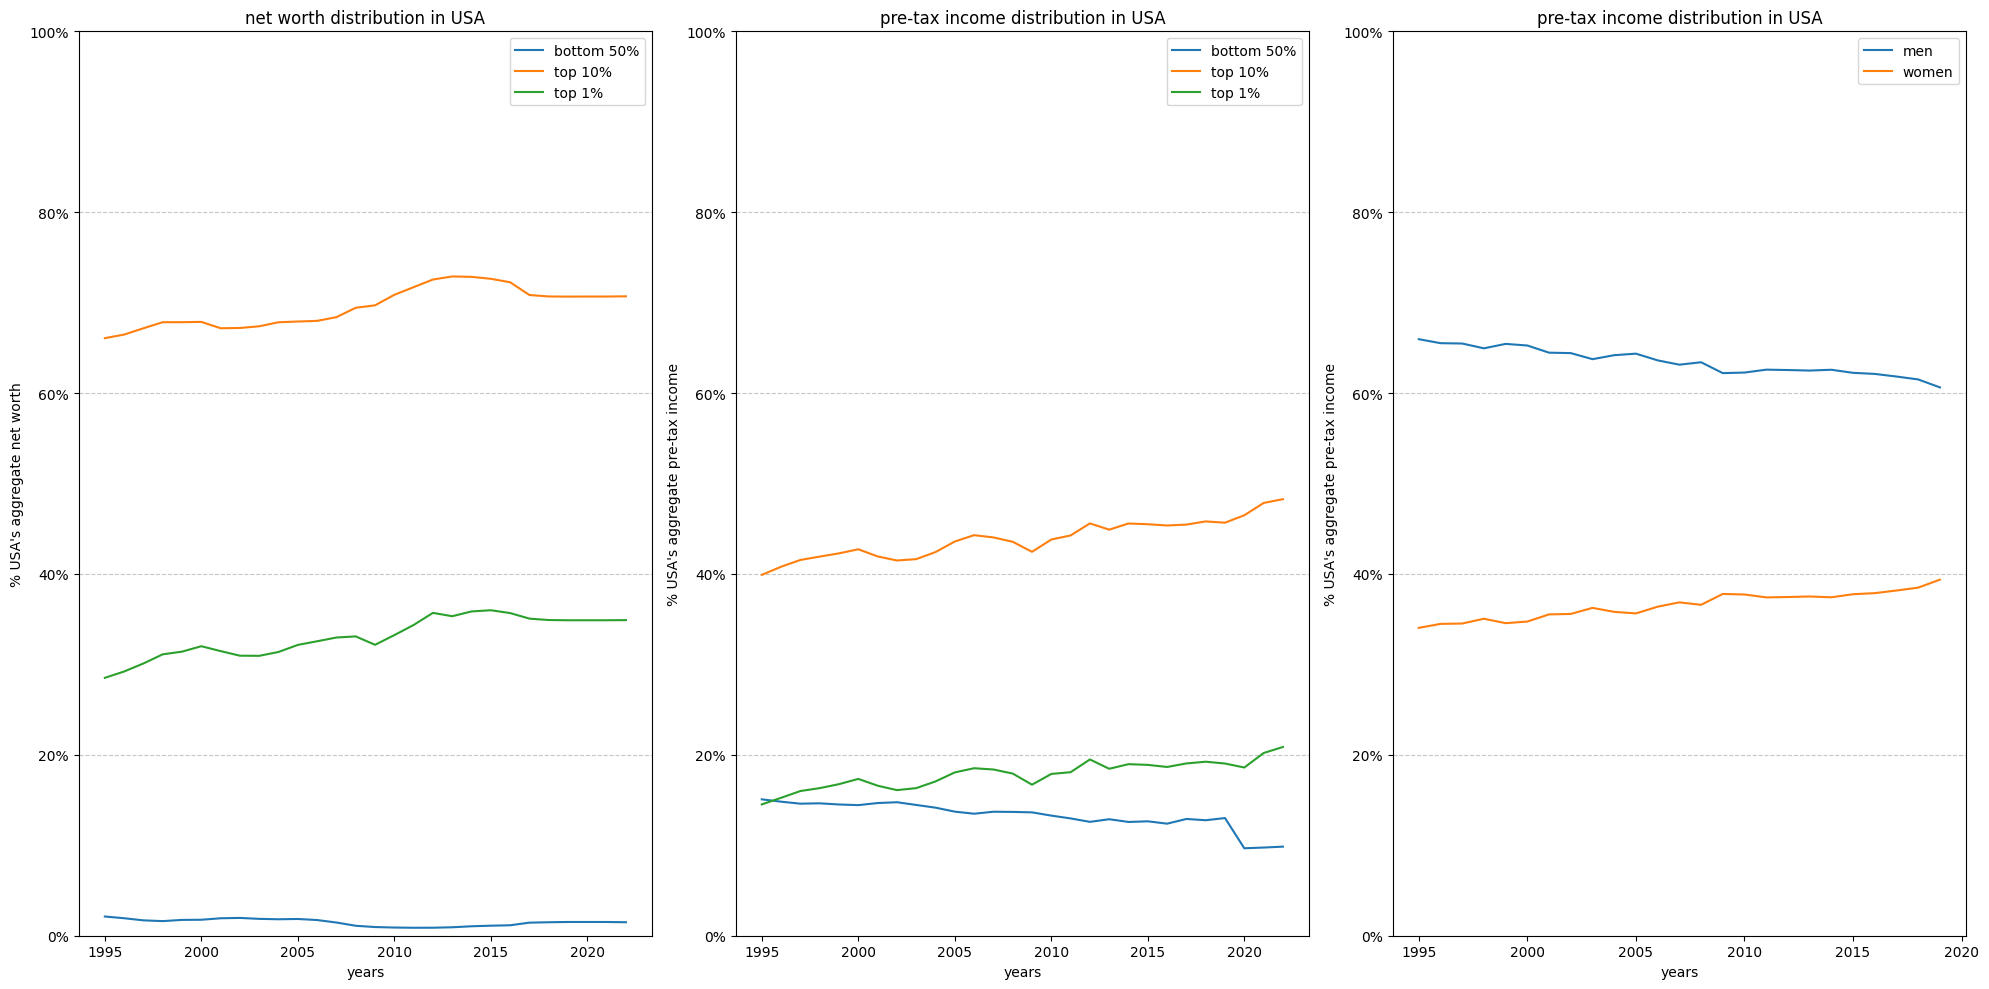 net worth distribution in USA
100%
80%
60%
40%
20%
0%
% USA's aggregate net worth
bottom 50%
top 10%
top 1%
1995 2000 2005 2010 2015 2020
years
pre-tax income distribution in USA
100%
80%
60%
40%
20%
0%
% USA's aggregate pre-tax income
bottom 50%
top 10%
top 1%
1995 2000 2005 2010 2015 2020
years
pre-tax income distribution in USA
100%
80%
60%
40%
20%
0%
% USA's aggregate pre-tax income
men
women
1995 2000 2005 2010 2015 2020
years